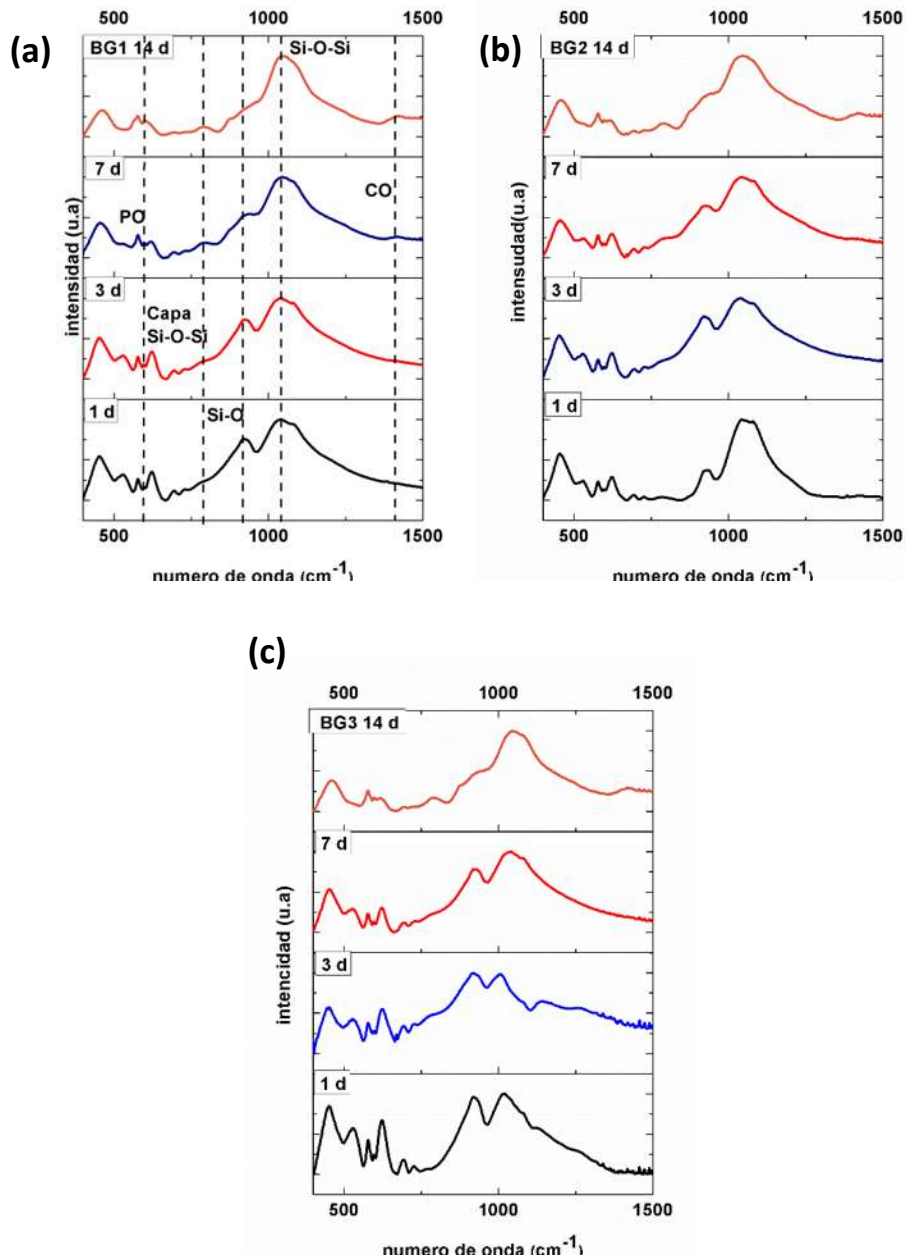 (a)
500 1000 1500
BG1 14 d
Si-O-Si
7 d
CO
PO
3 d
Capa
Si-O-Si
1 d
Si-O
intensidad (u.a)
500 1000 1500
numero de onda (cm-1)
(b)
500 1000 1500
BG2 14 d
7 d
3 d
1 d
intensudad(u.a)
500 1000 1500
numero de onda (cm-1)
(c)
500 1000 1500
BG3 14 d
7 d
3 d
1 d
intencidad (u.a)
500 1000 1500
numero de onda (cm-1)